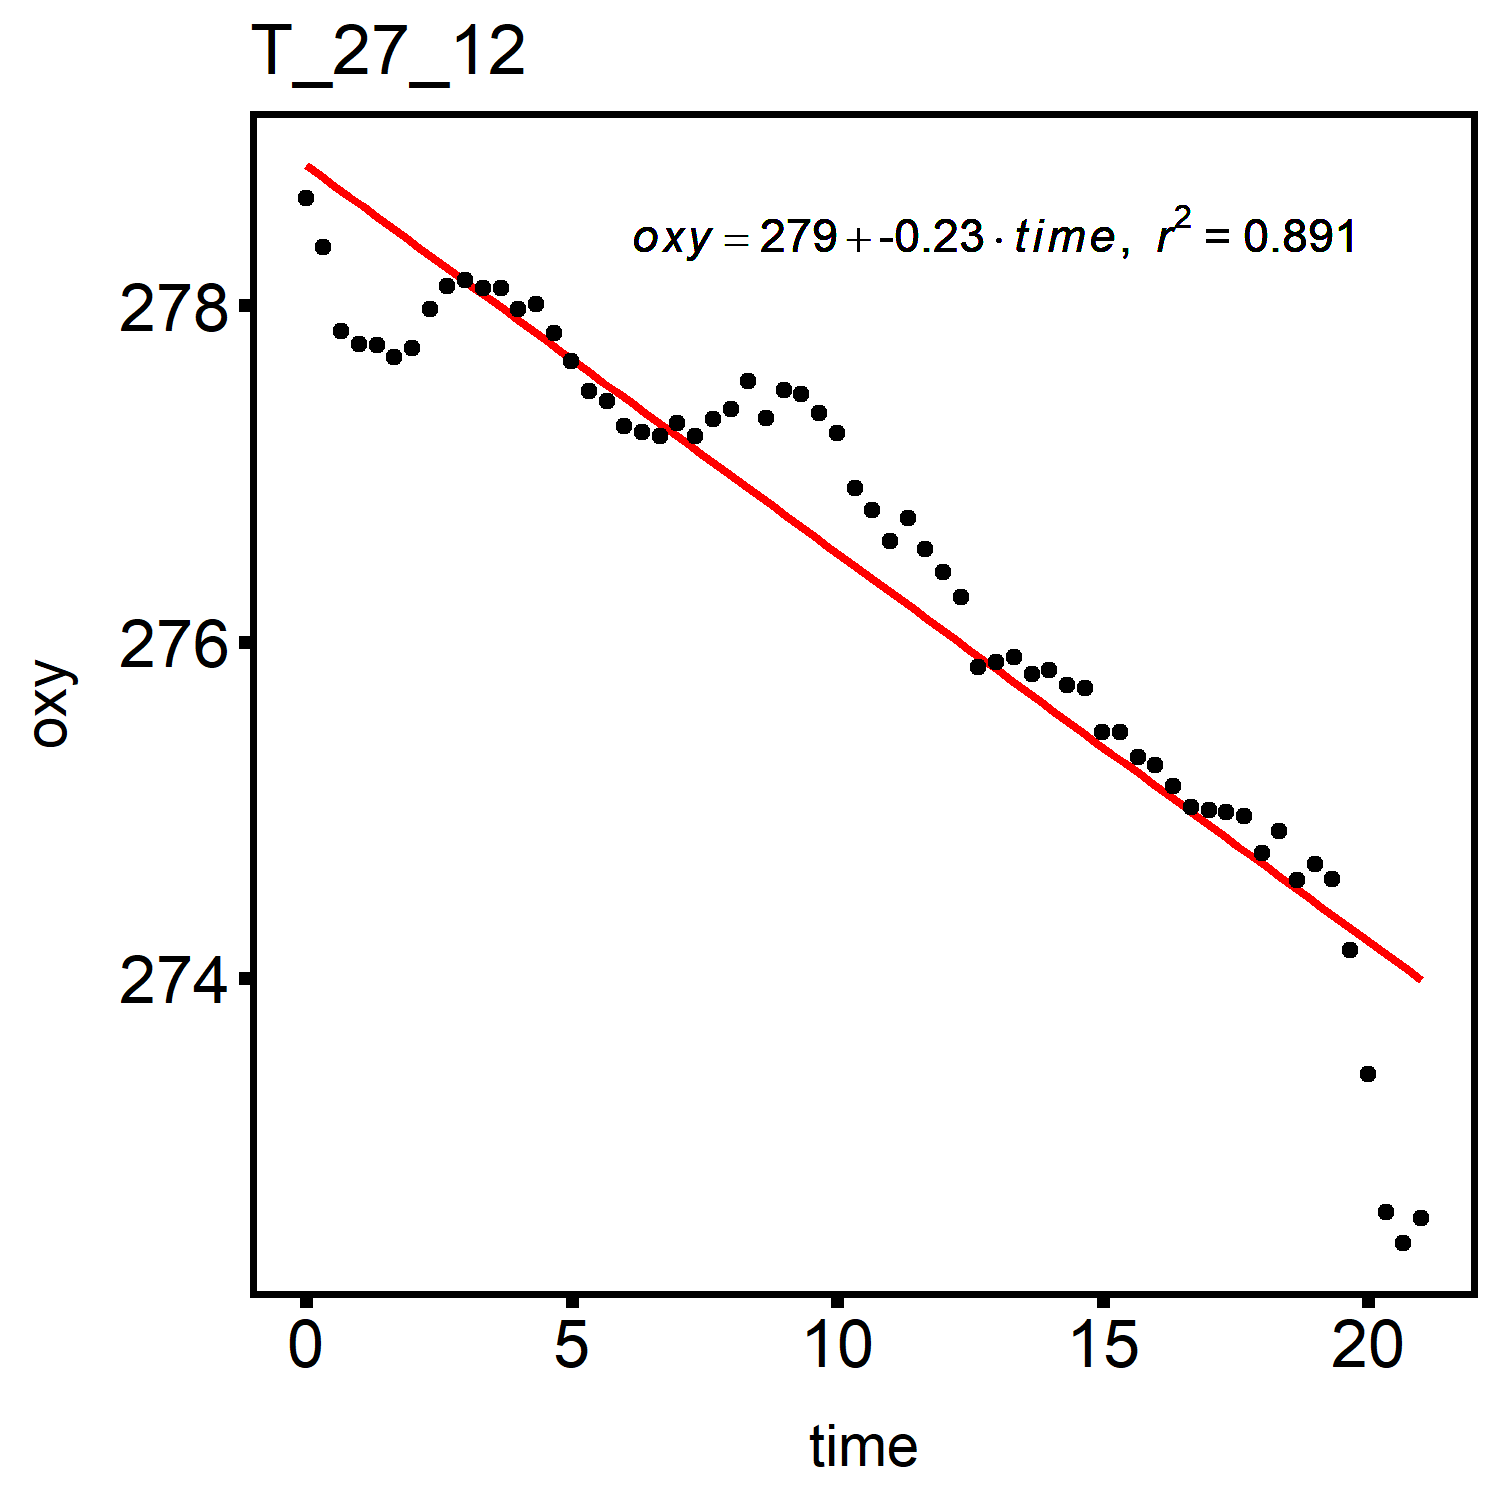 T_27_12
oxy = 279 + -0.23 · time, r² = 0.891
278
276
274
oxy
0 5 10 15 20
time